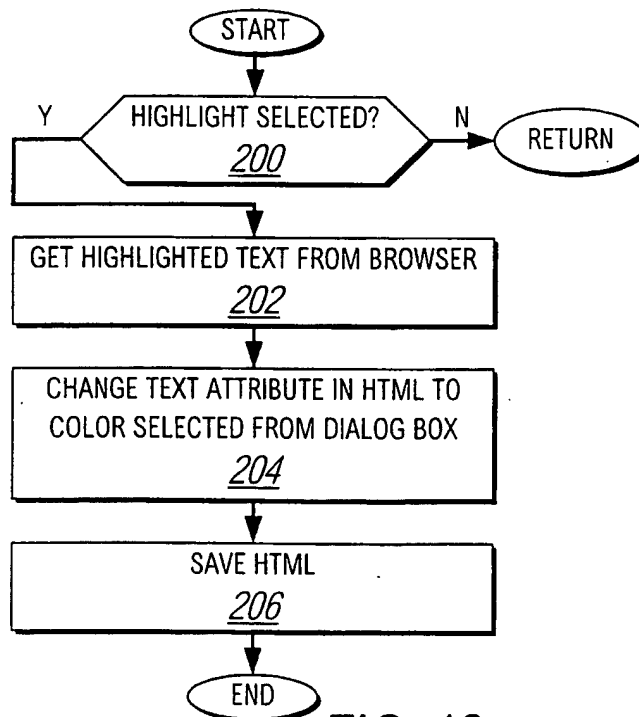 START
HIGHLIGHT SELECTED?
200
Y
N
RETURN
GET HIGHLIGHTED TEXT FROM BROWSER
202
CHANGE TEXT ATTRIBUTE IN HTML TO
COLOR SELECTED FROM DIALOG BOX
204
SAVE HTML
206
END